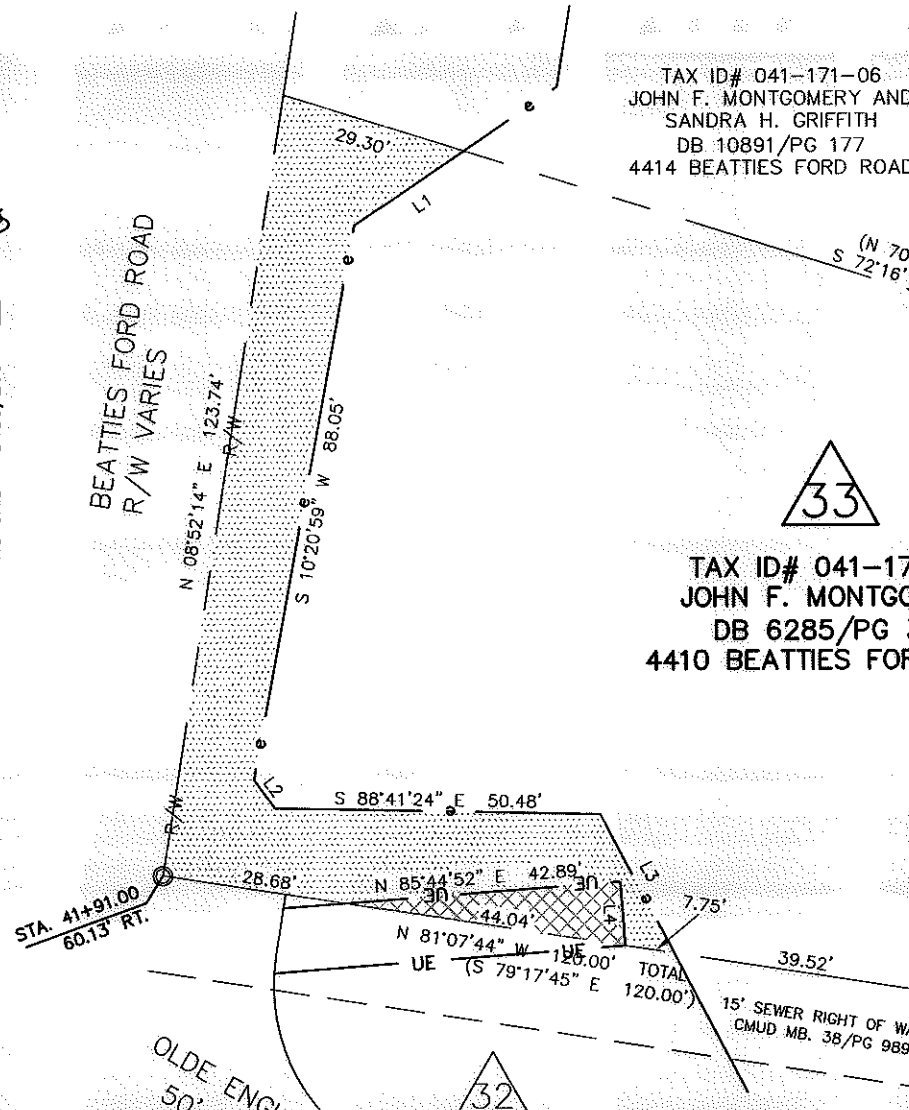 TAX ID# 041-171-06
JOHN F. MONTGOMERY AND
SANDRA H. GRIFFITH
DB 10891/PG 177
4414 BEATTIES FORD ROAD
29.30'
e
L1
(N 70
S 72°16'
BEATTIES FORD ROAD
R/W VARIES
e
N 08°52'14" E 123.74'
R/W
S 10°20'59" W 88.05'
e
33
TAX ID# 041-17
JOHN F. MONTGO
DB 6285/PG
4410 BEATTIES FOR
e
L2
S 88°41'24" E 50.48'
e
R/W
L3
e
28.68'
N 85°44'52" E 42.89'
UE
UE
L4
7.75'
STA. 41+91.00
60.13' RT.
44.04'
N 81°07'44" W 120.00' TOTAL
UE
UE
(S 79°17'45" E 120.00')
39.52'
15' SEWER RIGHT OF WA
CMUD MB. 38/PG 989
OLDE ENG
50'
32